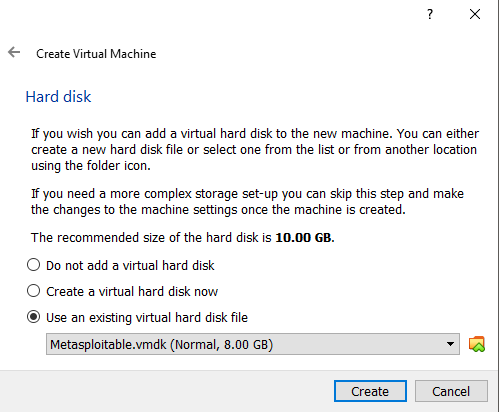 ?
Create Virtual Machine
Hard disk
If you wish you can add a virtual hard disk to the new machine. You can either
create a new hard disk file or select one from the list or from another location
using the folder icon.
If you need a more complex storage set-up you can skip this step and make
the changes to the machine settings once the machine is created.
The recommended size of the hard disk is 10.00 GB.
Do not add a virtual hard disk
Create a virtual hard disk now
Use an existing virtual hard disk file
Metasploitable.vmdk (Normal, 8.00 GB)
Create Cancel